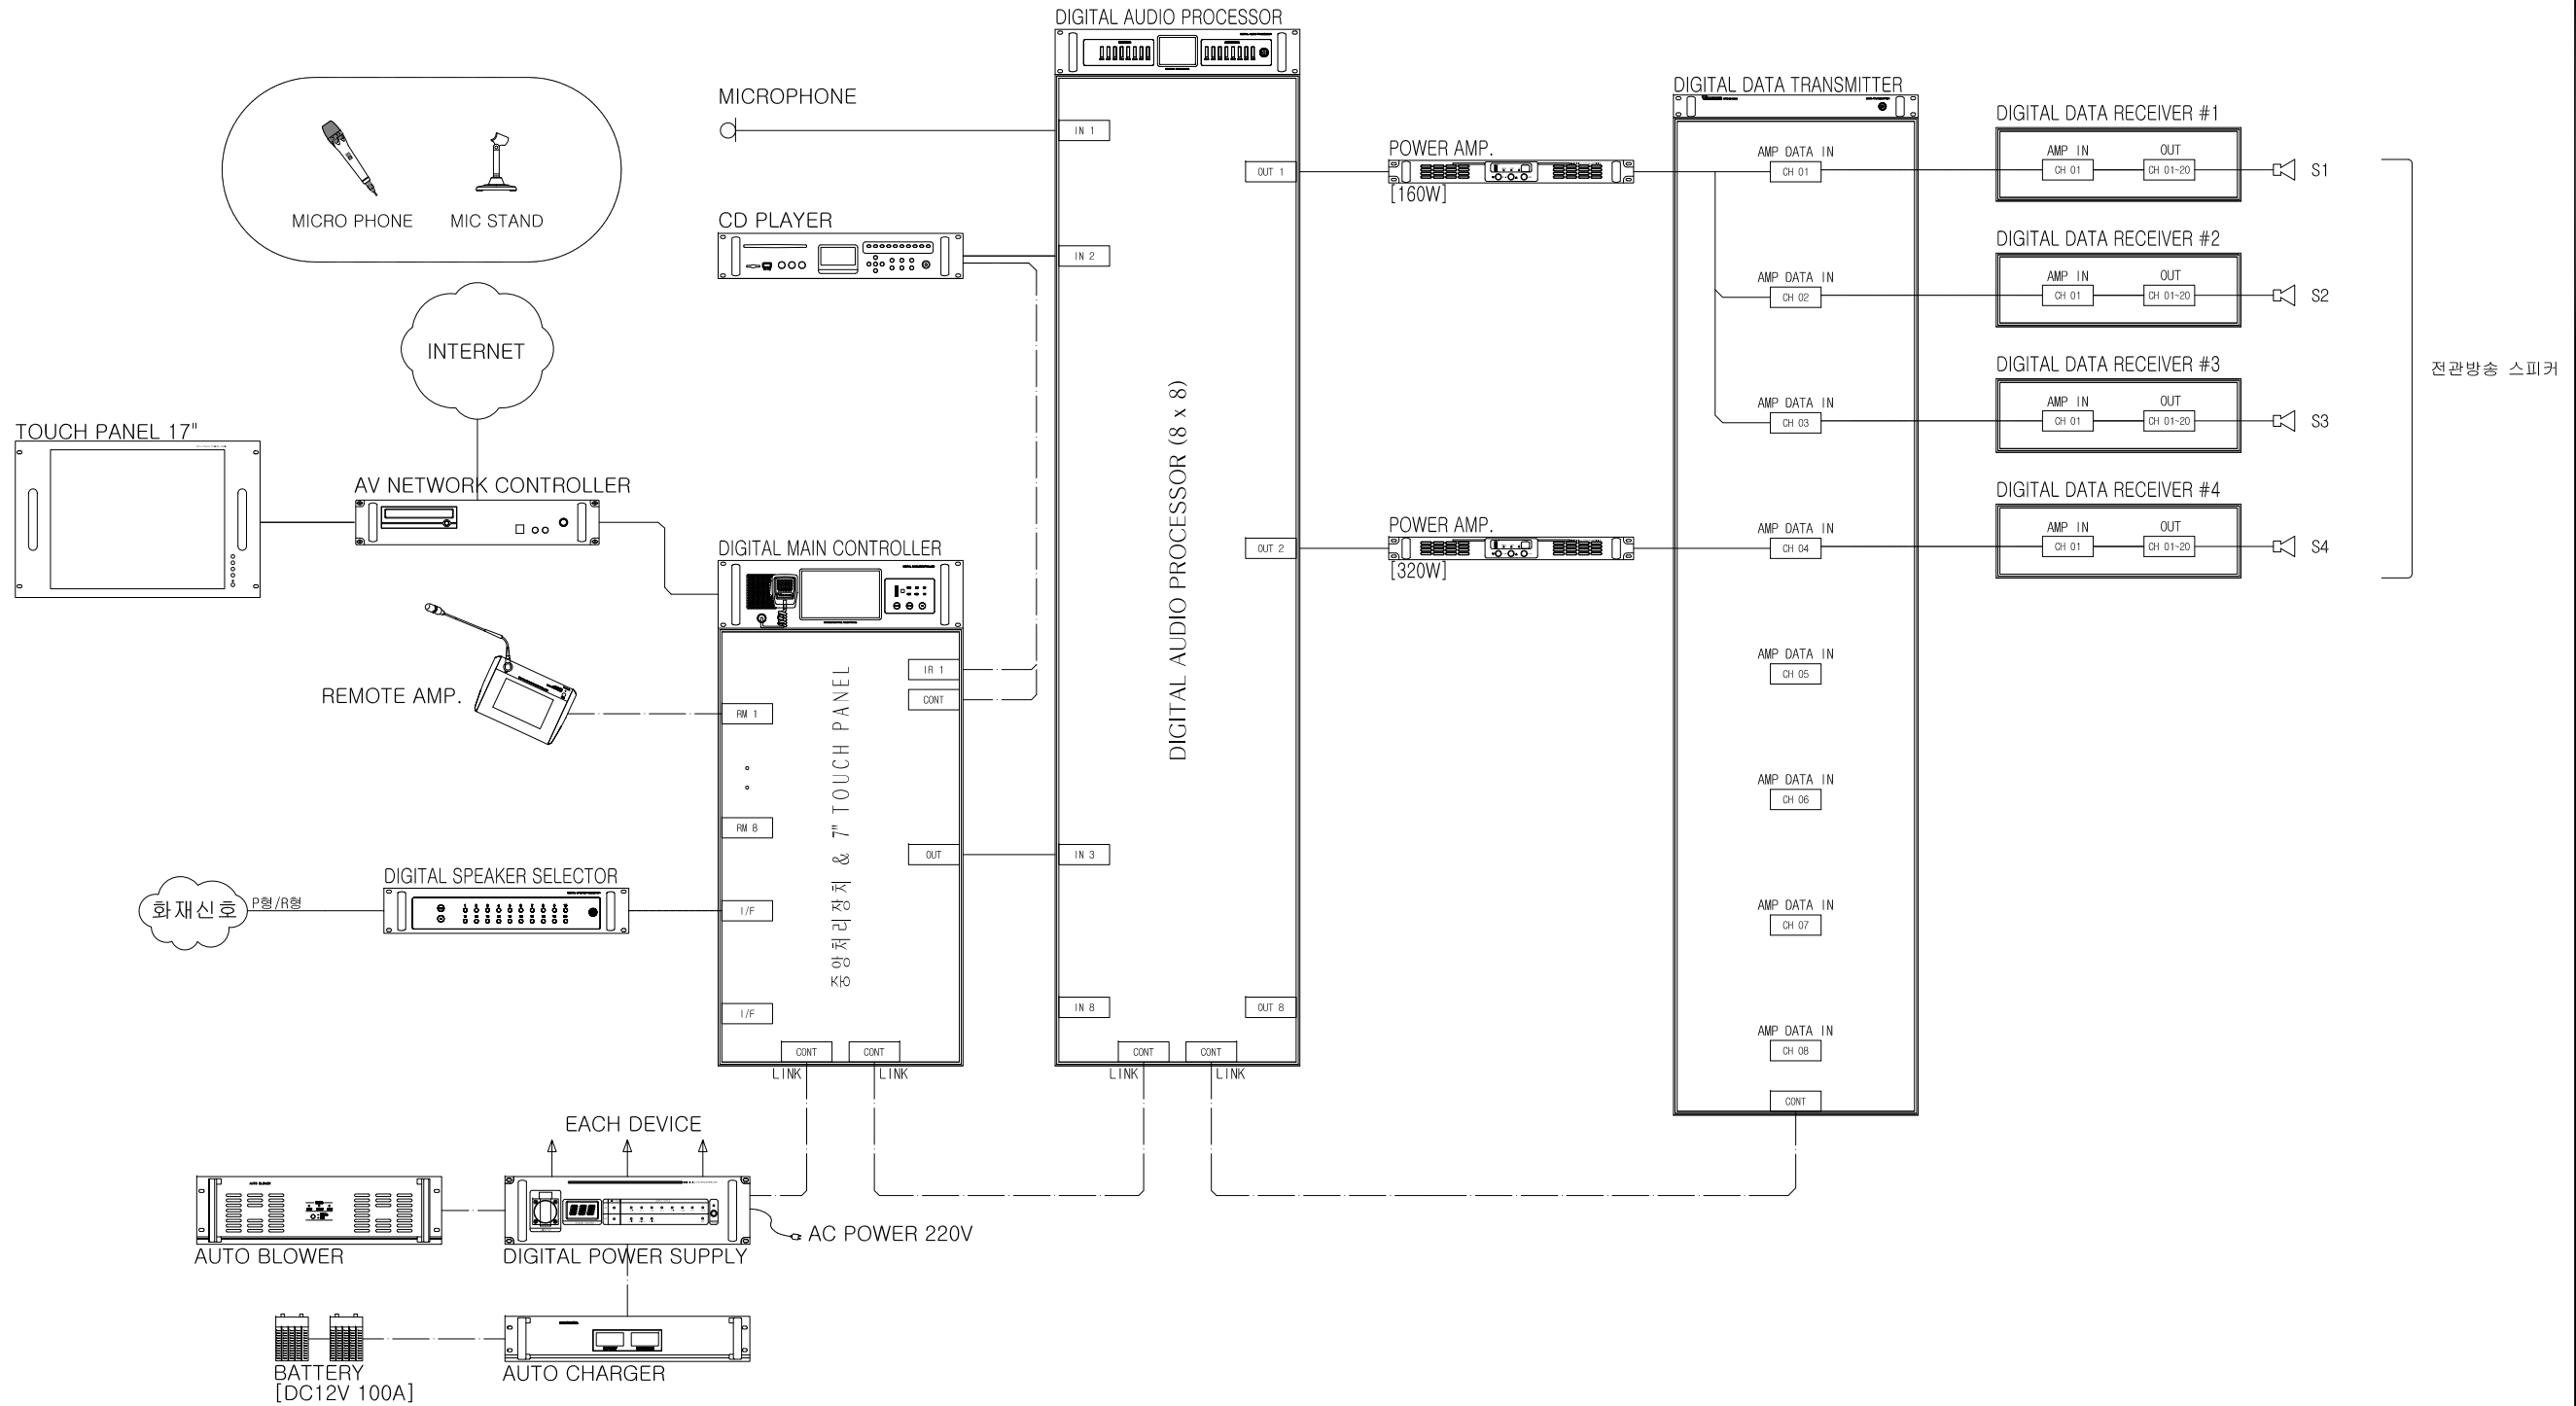 DIGITAL AUDIO PROCESSOR
MICROPHONE
IN 1
OUT 1
MICRO PHONE
MIC STAND
CD PLAYER
IN 2
POWER AMP.
[160W]
DIGITAL DATA TRANSMITTER
AMP DATA IN
CH 01
DIGITAL DATA RECEIVER #1
AMP IN
OUT
CH 01
CH 01~20
S1
DIGITAL DATA RECEIVER #2
AMP DATA IN
CH 02
AMP IN
OUT
CH 01
CH 01~20
S2
INTERNET
DIGITAL DATA RECEIVER #3
AMP DATA IN
CH 03
AMP IN
OUT
CH 01
CH 01~20
S3
전관방송 스피커
TOUCH PANEL 17"
AV NETWORK CONTROLLER
DIGITAL DATA RECEIVER #4
POWER AMP.
[320W]
OUT 2
AMP DATA IN
CH 04
AMP IN
OUT
CH 01
CH 01~20
S4
DIGITAL AUDIO PROCESSOR (8 x 8)
DIGITAL MAIN CONTROLLER
IR 1
CONT
REMOTE AMP.
RM 1
RM 8
중앙처리장치 & 7" TOUCH PANEL
OUT
IN 3
AMP DATA IN
CH 05
AMP DATA IN
CH 06
DIGITAL SPEAKER SELECTOR
화재신호
P형/R형
I/F
AMP DATA IN
CH 07
I/F
IN 8
OUT 8
AMP DATA IN
CH 08
CONT
CONT
LINK
LINK
CONT
CONT
LINK
LINK
CONT
EACH DEVICE
AUTO BLOWER
AUTO BLOWER
DIGITAL POWER SUPPLY
AC POWER 220V
BATTERY
[DC12V 100A]
AUTO CHARGER